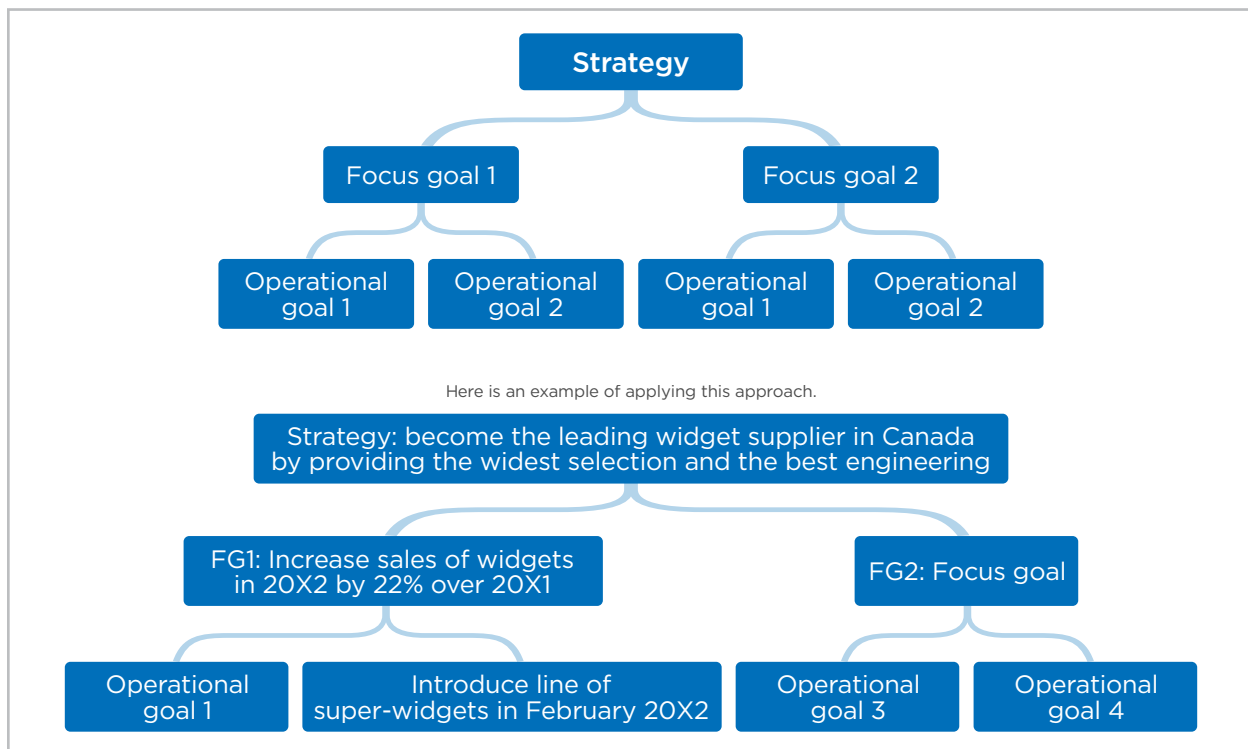 Strategy
Focus goal 1
Focus goal 2
Operational
goal 1
Operational
goal 2
Operational
goal 1
Operational
goal 2
Here is an example of applying this approach.
Strategy: become the leading widget supplier in Canada
by providing the widest selection and the best engineering
FG1: Increase sales of widgets
in 20X2 by 22% over 20X1
FG2: Focus goal
Operational
goal 1
Introduce line of
super-widgets in February 20X2
Operational
goal 3
Operational
goal 4